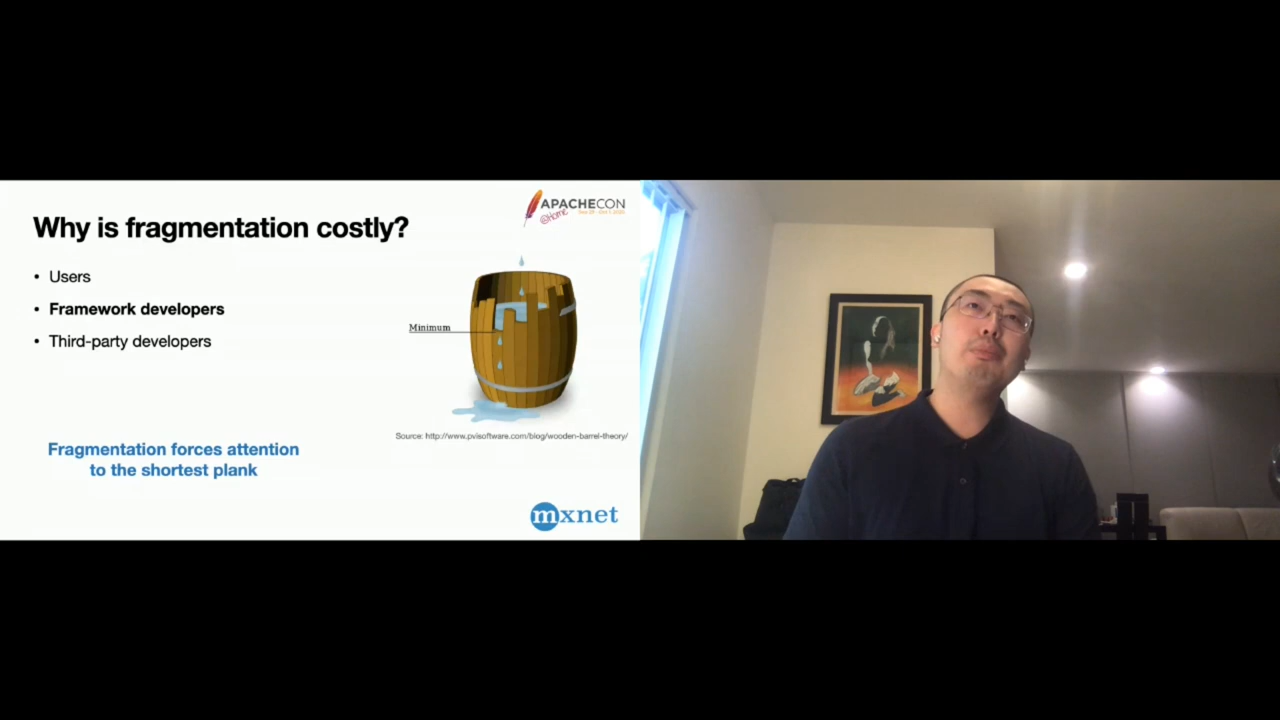 APACHECON
@Home
Why is fragmentation costly?
• Users
• Framework developers
• Third-party developers
Minimum
Source: http://www.pvisoftware.com/blog/wooden-barrel-theory/
Fragmentation forces attention
to the shortest plank
mxnet